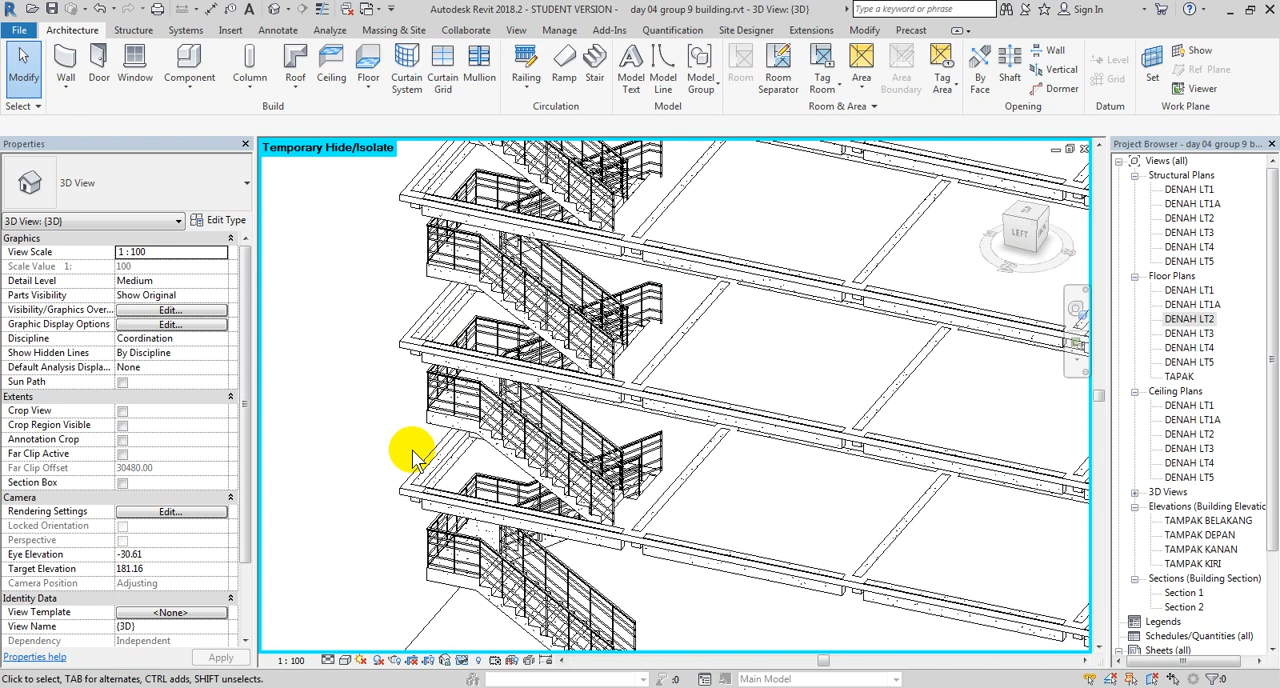 Autodesk Revit 2018.2 - STUDENT VERSION - day 04 group 9 building.rvt - 3D View: {3D}
Type a keyword or phrase
Sign In
File Architecture Structure Systems Insert Annotate Analyze Massing & Site Collaborate View Manage Add-Ins Quantification Site Designer Extensions Modify Precast
Modify
Wall Door Window Component Column Roof Ceiling Floor Curtain System Curtain Grid Mullion
Railing Ramp Stair
Model Text Model Line Model Group
Room Room Separator Tag Room Area Area Boundary Tag Area
By Face Shaft Wall Vertical Dormer
Level Grid
Set Show Ref Plane Viewer
Select Build Circulation Model Room & Area Opening Datum Work Plane
Properties
3D View
3D View: {3D} Edit Type
Graphics
View Scale 1 : 100
Scale Value 1: 100
Detail Level Medium
Parts Visibility Show Original
Visibility/Graphics Over... Edit...
Graphic Display Options Edit...
Discipline Coordination
Show Hidden Lines By Discipline
Default Analysis Displa... None
Sun Path
Extents
Crop View
Crop Region Visible
Annotation Crop
Far Clip Active
Far Clip Offset 30480.00
Section Box
Camera
Rendering Settings Edit...
Locked Orientation
Perspective
Eye Elevation -30.61
Target Elevation 181.16
Camera Position Adjusting
Identity Data
View Template <None>
View Name {3D}
Dependency Independent
Properties help Apply
Temporary Hide/Isolate
LEFT
1 : 100
Project Browser - day 04 group 9 b...
Views (all)
Structural Plans
DENAH LT1
DENAH LT1A
DENAH LT2
DENAH LT3
DENAH LT4
DENAH LT5
Floor Plans
DENAH LT1
DENAH LT1A
DENAH LT2
DENAH LT3
DENAH LT4
DENAH LT5
TAPAK
Ceiling Plans
DENAH LT1
DENAH LT1A
DENAH LT2
DENAH LT3
DENAH LT4
DENAH LT5
3D Views
Elevations (Building Elevatic
TAMPAK BELAKANG
TAMPAK DEPAN
TAMPAK KANAN
TAMPAK KIRI
Sections (Building Section)
Section 1
Section 2
Legends
Schedules/Quantities (all)
Sheets (all)
Click to select, TAB for alternates, CTRL adds, SHIFT unselects.
:0
Main Model
:0